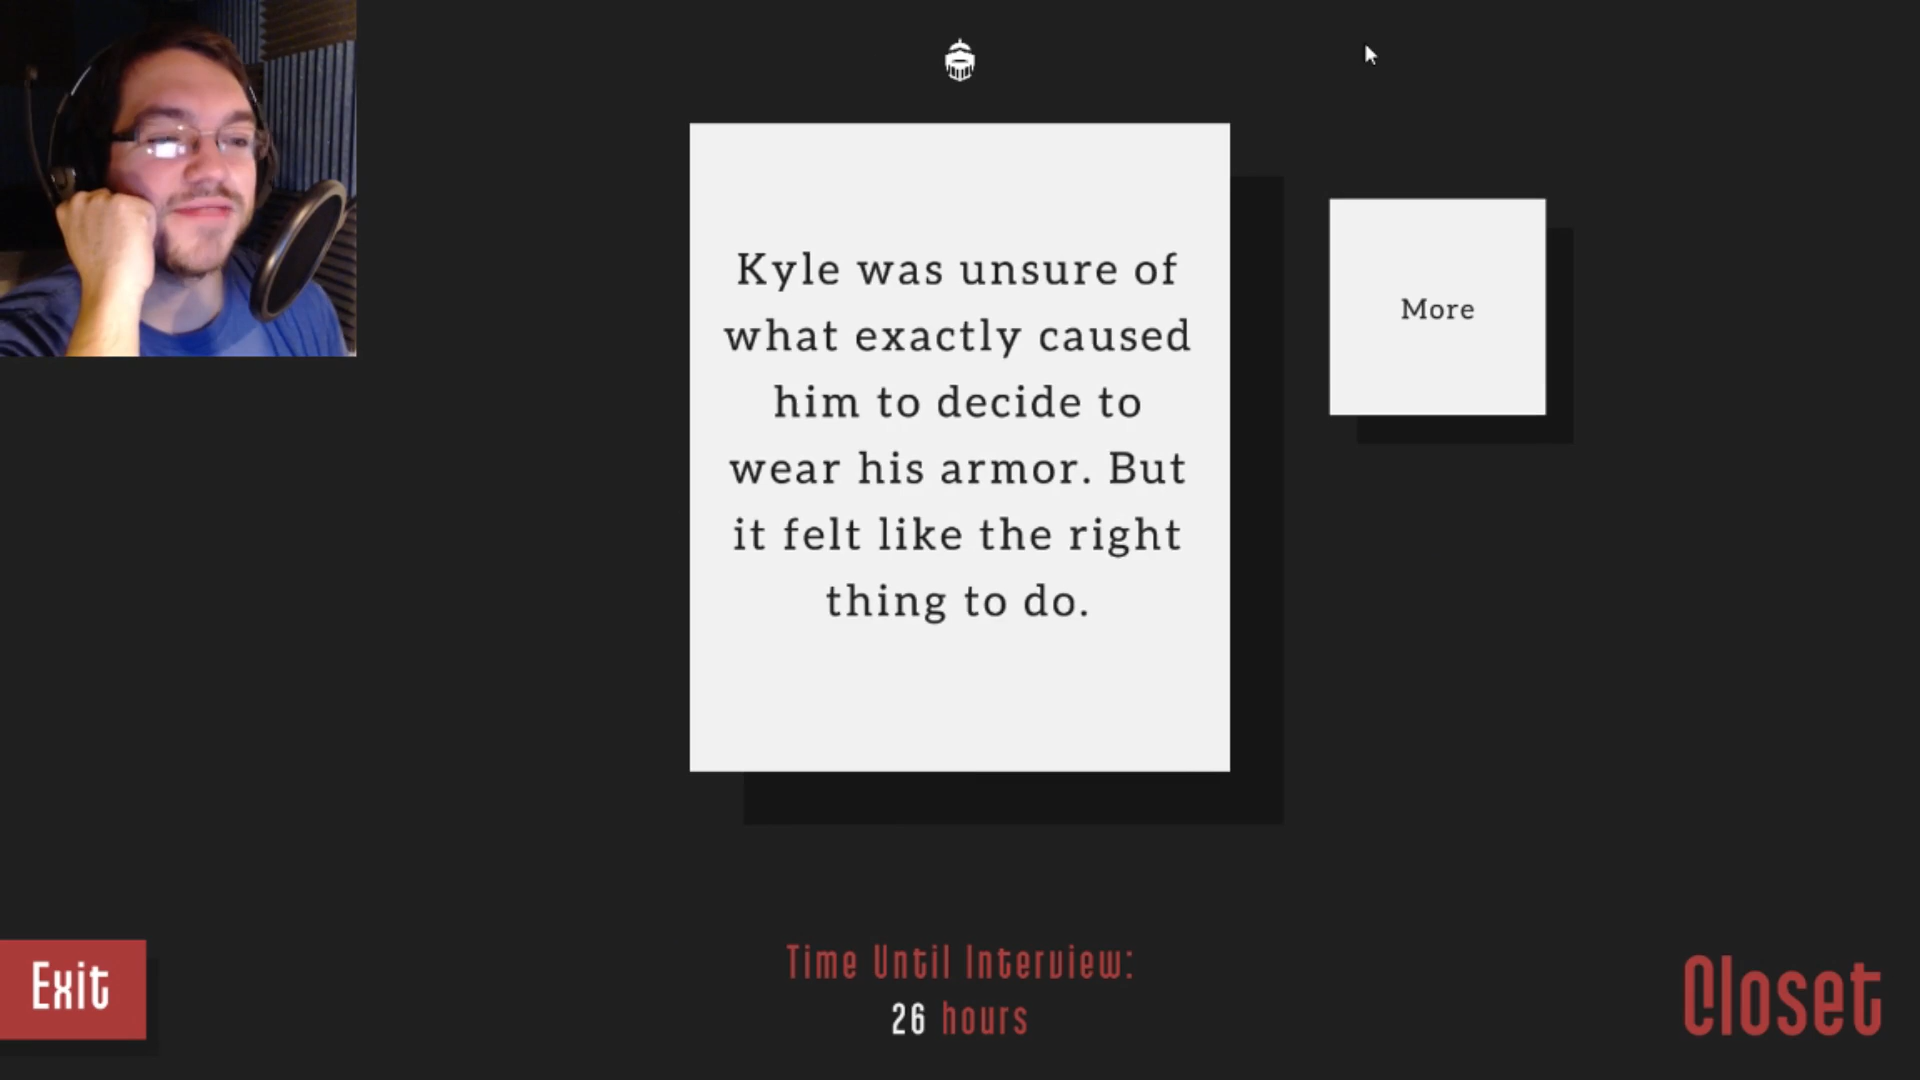 Kyle was unsure of
what exactly caused
him to decide to
wear his armor. But
it felt like the right
thing to do.
More
Exit
Time Until Interview:
26 hours
Closet